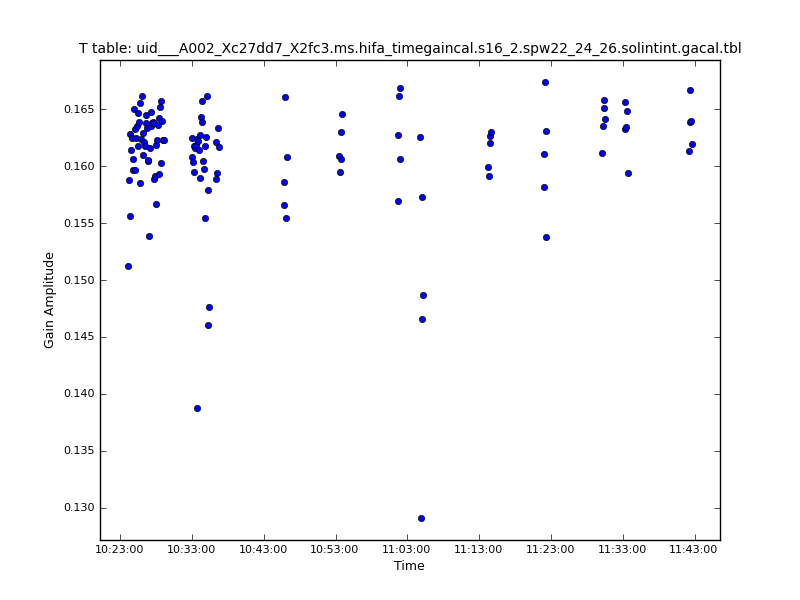 T table: uid___A002_Xc27dd7_X2fc3.ms.hifa_timegaincal.s16_2.spw22_24_26.solintint.gacal.tbl
Gain Amplitude
0.165
0.160
0.155
0.150
0.145
0.140
0.135
0.130
10:23:00 10:33:00 10:43:00 10:53:00 11:03:00 11:13:00 11:23:00 11:33:00 11:43:00
Time